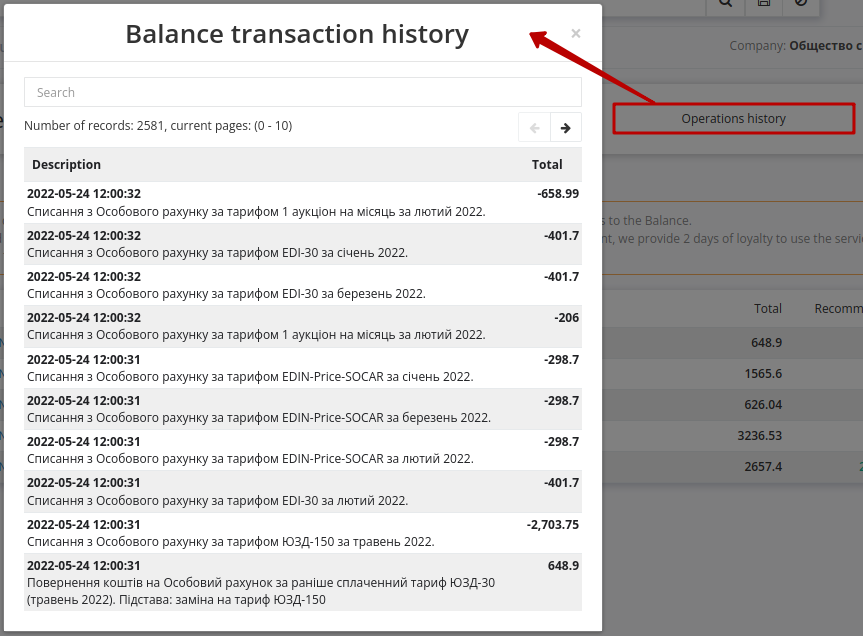 Balance transaction history
×
Company: Общество с
Search
Number of records: 2581, current pages: (0 - 10)
Operations history
Description Total
2022-05-24 12:00:32 -658.99
Списання з Особового рахунку за тарифом 1 аукціон на місяць за лютий 2022.
2022-05-24 12:00:32 -401.7
Списання з Особового рахунку за тарифом EDI-30 за січень 2022.
2022-05-24 12:00:32 -401.7
Списання з Особового рахунку за тарифом EDI-30 за березень 2022.
2022-05-24 12:00:32 -206
Списання з Особового рахунку за тарифом 1 аукціон на місяць за лютий 2022.
2022-05-24 12:00:31 -298.7
Списання з Особового рахунку за тарифом EDIN-Price-SOCAR за січень 2022.
2022-05-24 12:00:31 -298.7
Списання з Особового рахунку за тарифом EDIN-Price-SOCAR за березень 2022.
2022-05-24 12:00:31 -298.7
Списання з Особового рахунку за тарифом EDIN-Price-SOCAR за лютий 2022.
2022-05-24 12:00:31 -401.7
Списання з Особового рахунку за тарифом EDI-30 за лютий 2022.
2022-05-24 12:00:31 -2,703.75
Списання з Особового рахунку за тарифом ЮЗД-150 за травень 2022.
2022-05-24 12:00:31 648.9
Повернення коштів на Особовий рахунок за раніше сплаченний тариф ЮЗД-30
(травень 2022). Підстава: заміна на тариф ЮЗД-150
s to the Balance.
nt, we provide 2 days of loyalty to use the servi
Total Recomm
648.9
1565.6
626.04
3236.53
2657.4